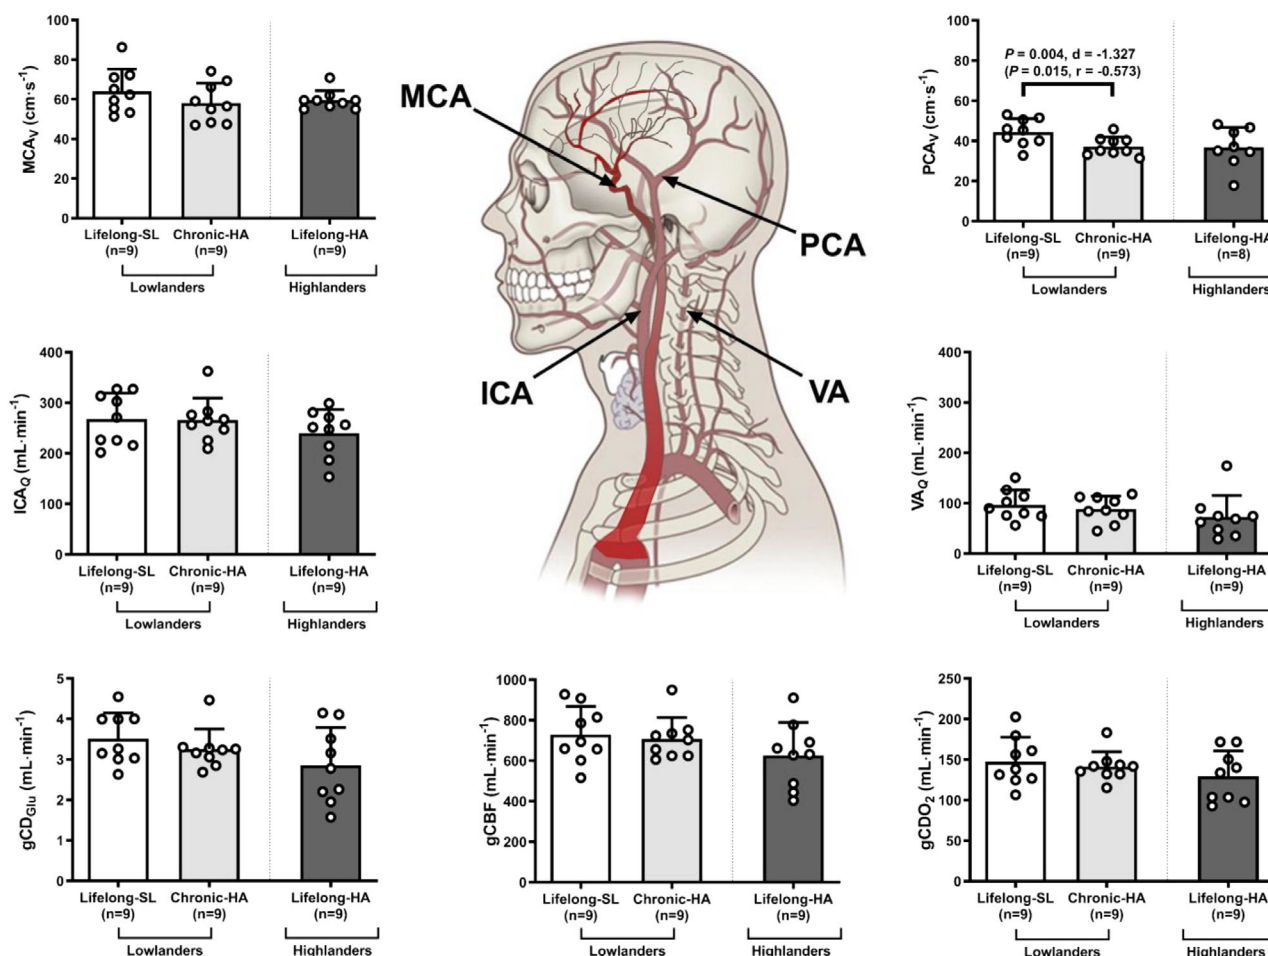 MCAV (cm·s-1)
100
80
60
40
20
0
Lifelong-SL Chronic-HA Lifelong-HA
(n=9) (n=9) (n=9)
Lowlanders Highlanders
MCA
PCA
ICA
VA
PCAV (cm·s-1)
P = 0.004, d = -1.327
(P = 0.015, r = -0.573)
100
80
60
40
20
0
Lifelong-SL Chronic-HA Lifelong-HA
(n=9) (n=9) (n=8)
Lowlanders Highlanders
ICAQ (mL·min-1)
400
300
200
100
0
Lifelong-SL Chronic-HA Lifelong-HA
(n=9) (n=9) (n=9)
Lowlanders Highlanders
VAQ (mL·min-1)
400
300
200
100
0
Lifelong-SL Chronic-HA Lifelong-HA
(n=9) (n=9) (n=9)
Lowlanders Highlanders
gCDGlu (mL·min-1)
5
4
3
2
1
0
Lifelong-SL Chronic-HA Lifelong-HA
(n=9) (n=9) (n=9)
Lowlanders Highlanders
gCBF (mL·min-1)
1000
800
600
400
200
0
Lifelong-SL Chronic-HA Lifelong-HA
(n=9) (n=9) (n=9)
Lowlanders Highlanders
gCDO2 (mL·min-1)
250
200
150
100
50
0
Lifelong-SL Chronic-HA Lifelong-HA
(n=9) (n=9) (n=9)
Lowlanders Highlanders